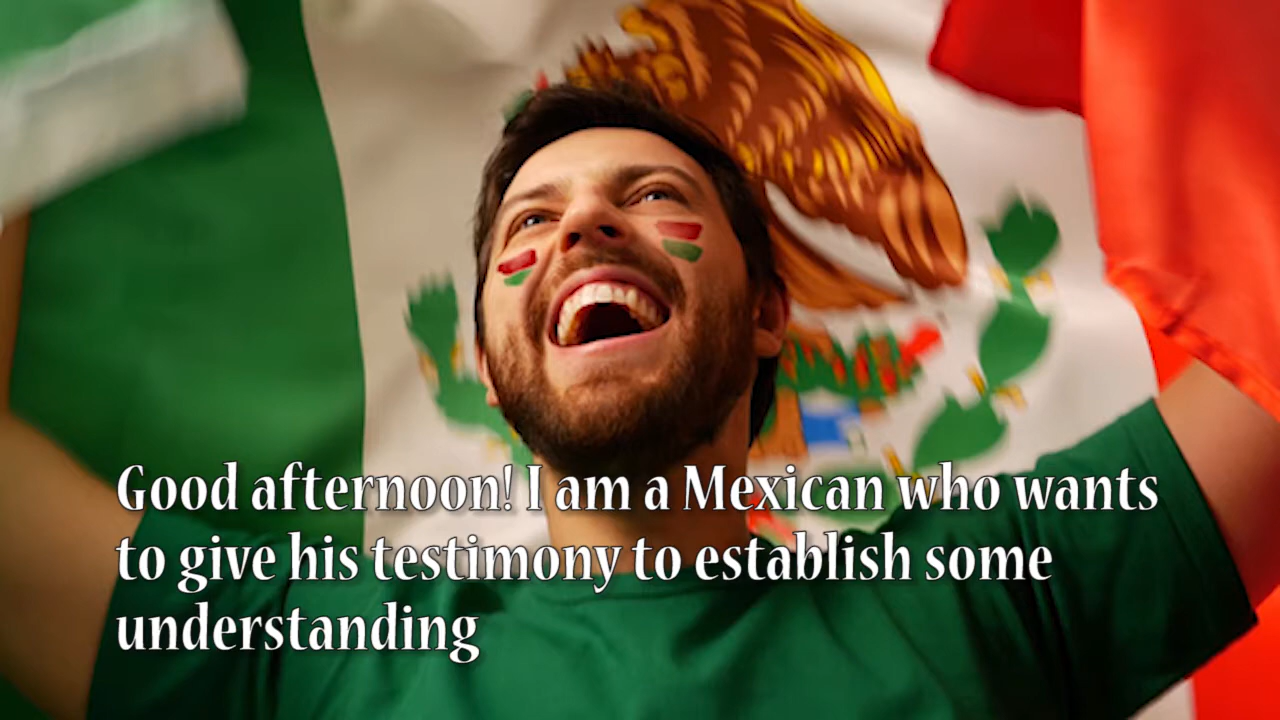 Good afternoon! I am a Mexican who wants
to give his testimony to establish some
understanding